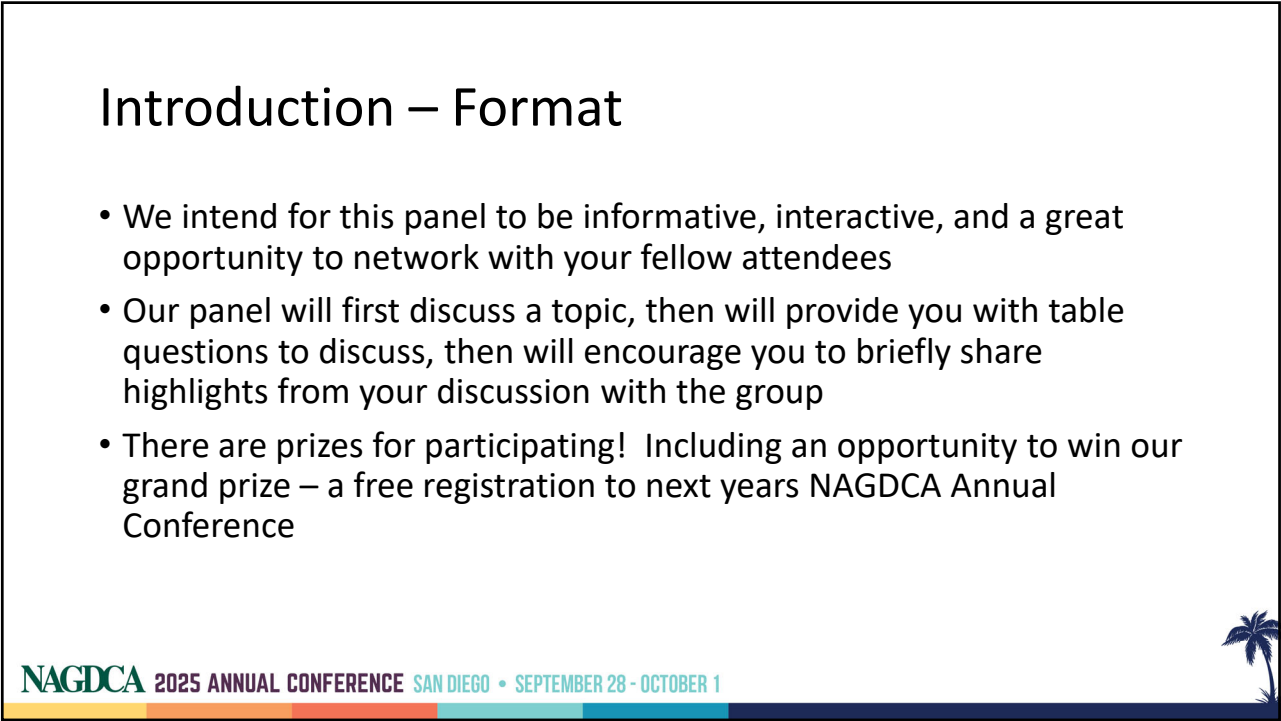 Introduction – Format
• We intend for this panel to be informative, interactive, and a great
opportunity to network with your fellow attendees
• Our panel will first discuss a topic, then will provide you with table
questions to discuss, then will encourage you to briefly share
highlights from your discussion with the group
• There are prizes for participating!  Including an opportunity to win our
grand prize – a free registration to next years NAGDCA Annual
Conference
NAGDCA 2025 ANNUAL CONFERENCE SAN DIEGO • SEPTEMBER 28 - OCTOBER 1